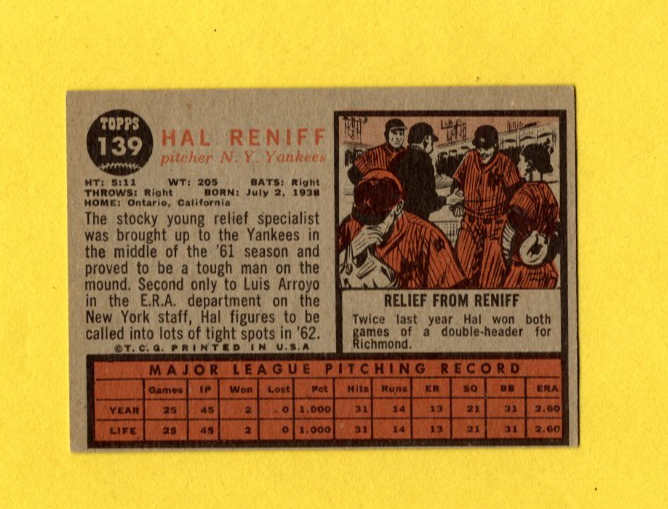 TOPPS
139
HAL RENIFF
pitcher N. Y. Yankees
HT: 5:11 WT: 205 BATS: Right
THROWS: Right BORN: July 2, 1938
HOME: Ontario, California
The stocky young relief specialist
was brought up to the Yankees in
the middle of the '61 season and
proved to be a tough man on the
mound. Second only to Luis Arroyo
in the E.R.A. department on the
New York staff, Hal figures to be
called into lots of tight spots in '62.
©T.C.G. PRINTED IN U.S.A
RELIEF FROM RENIFF
Twice last year Hal won both
games of a double-header for
Richmond.
MAJOR LEAGUE PITCHING RECORD
Games IP Won Lost Pct Hits Runs ER SO BB ERA
YEAR 25 45 2 0 1.000 31 14 13 21 31 2.60
LIFE 25 45 2 0 1.000 31 14 13 21 31 2.60